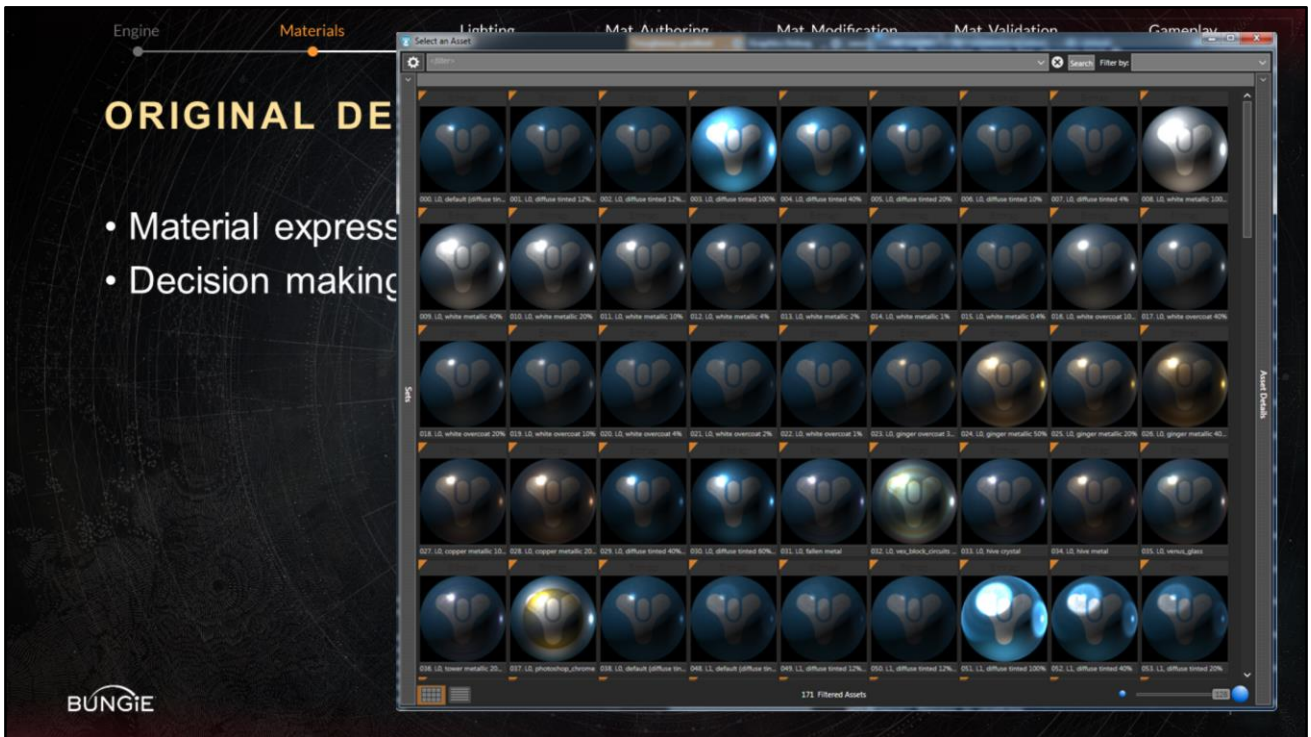 Engine Materials Lighting Mat Authoring Mat Modification Mat Validation Gameplay
Select an Asset
<filter>
Search Filter by:
ORIGINAL DE
• Material express
• Decision making
000. L0, default (diffuse tin... 001. L0, diffuse tinted 12%... 002. L0, diffuse tinted 12%... 003. L0, diffuse tinted 100% 004. L0, diffuse tinted 40% 005. L0, diffuse tinted 20% 006. L0, diffuse tinted 10% 007. L0, diffuse tinted 4% 008. L0, white metallic 100...
009. L0, white metallic 40% 010. L0, white metallic 20% 011. L0, white metallic 10% 012. L0, white metallic 4% 013. L0, white metallic 2% 014. L0, white metallic 1% 015. L0, white metallic 0.4% 016. L0, white overcoat 10... 017. L0, white overcoat 40%
018. L0, white overcoat 20% 019. L0, white overcoat 10% 020. L0, white overcoat 4% 021. L0, white overcoat 2% 022. L0, white overcoat 1% 023. L0, ginger overcoat 3... 024. L0, ginger metallic 50% 025. L0, ginger metallic 20% 026. L0, ginger metallic 40...
Sets
Asset Details
027. L0, copper metallic 10... 028. L0, copper metallic 20... 029. L0, diffuse tinted 40%... 030. L0, diffuse tinted 60%... 031. L0, fallen metal 032. L0, vex_block_circuits ... 033. L0, hive crystal 034. L0, hive metal 035. L0, venus_glass
036. L0, tower metallic 20... 037. L0, photoshop_chrome 038. L0, default (diffuse tin... 048. L1, default (diffuse tin... 049. L1, diffuse tinted 12%... 050. L1, diffuse tinted 12%... 051. L1, diffuse tinted 100% 052. L1, diffuse tinted 40% 053. L1, diffuse tinted 20%
171 Filtered Assets
128
BUNGiE